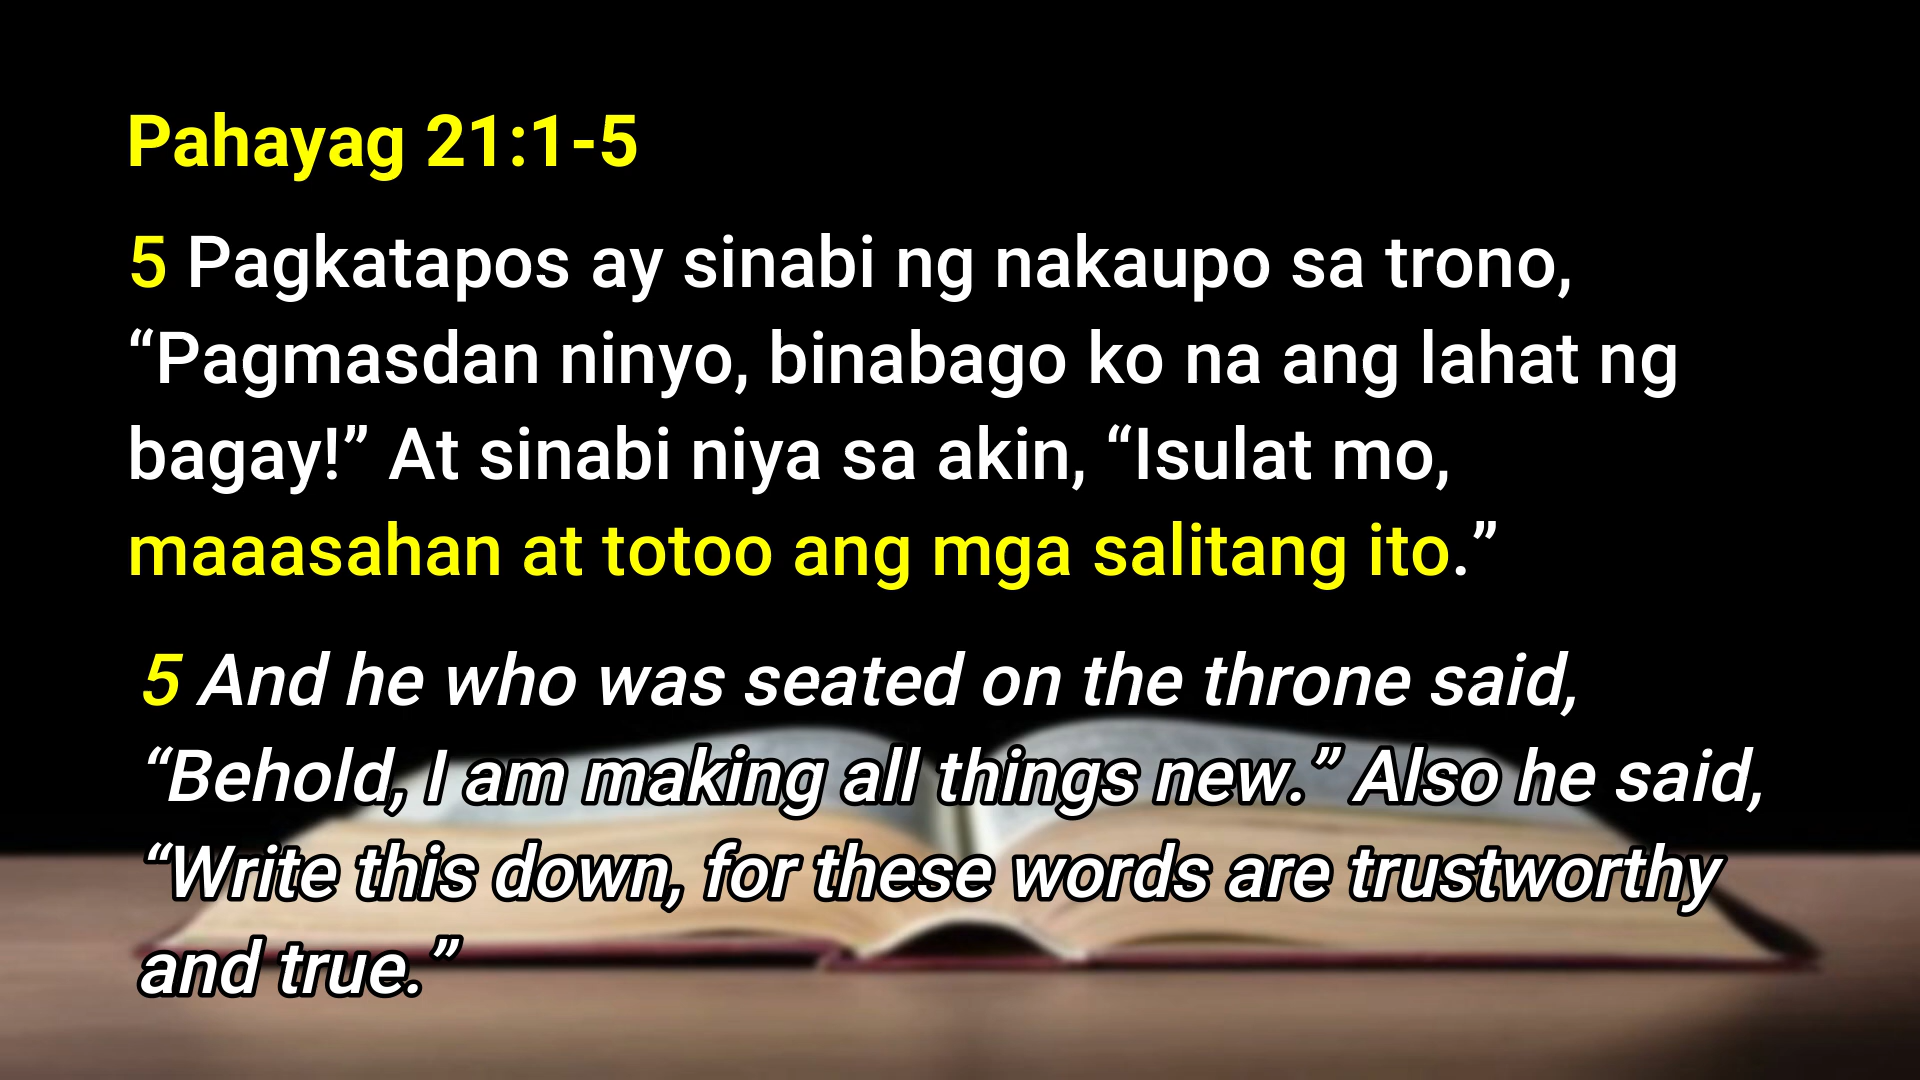 Pahayag 21:1-5
5 Pagkatapos ay sinabi ng nakaupo sa trono,
“Pagmasdan ninyo, binabago ko na ang lahat ng
bagay!” At sinabi niya sa akin, “Isulat mo,
maaasahan at totoo ang mga salitang ito.”
5 And he who was seated on the throne said,
“Behold, I am making all things new.” Also he said,
“Write this down, for these words are trustworthy
and true.”